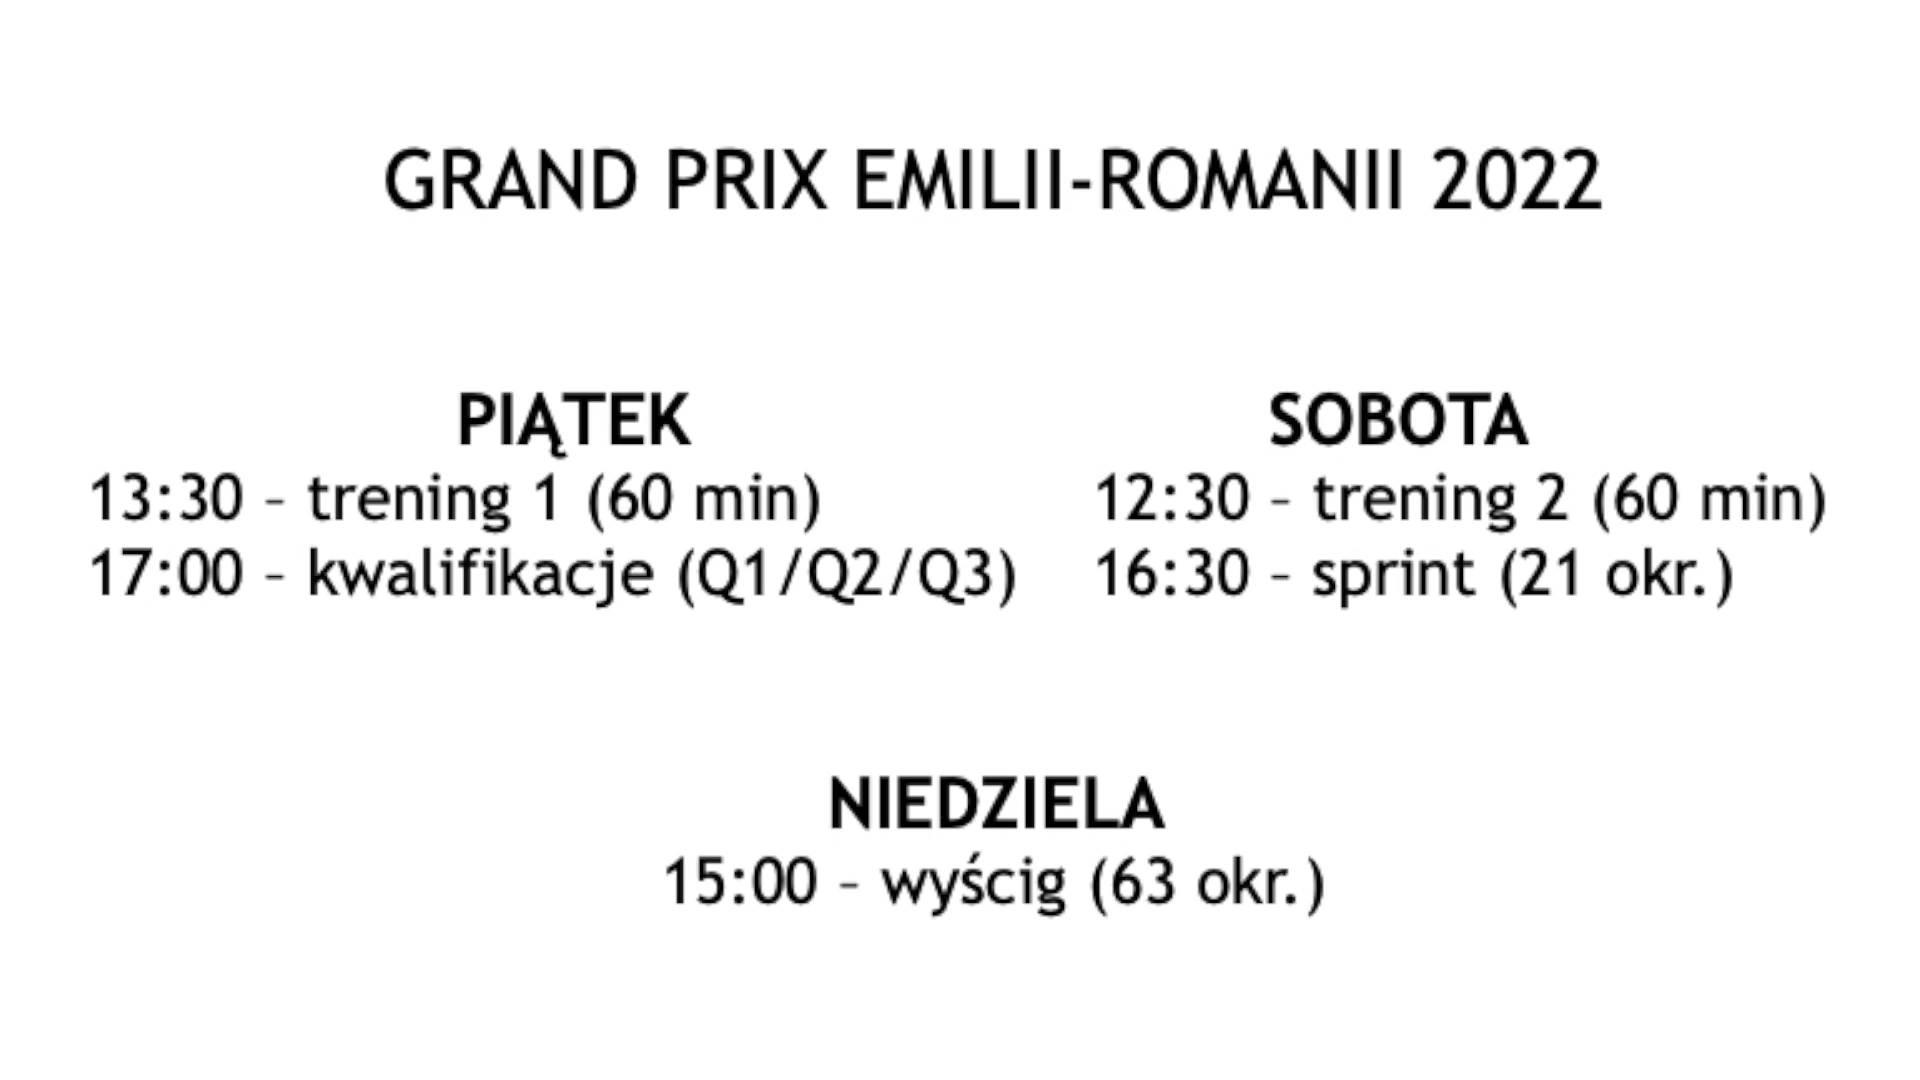 GRAND PRIX EMILII-ROMANII 2022
PIĄTEK
13:30 – trening 1 (60 min)
17:00 – kwalifikacje (Q1/Q2/Q3)
SOBOTA
12:30 – trening 2 (60 min)
16:30 – sprint (21 okr.)
NIEDZIELA
15:00 – wyścig (63 okr.)